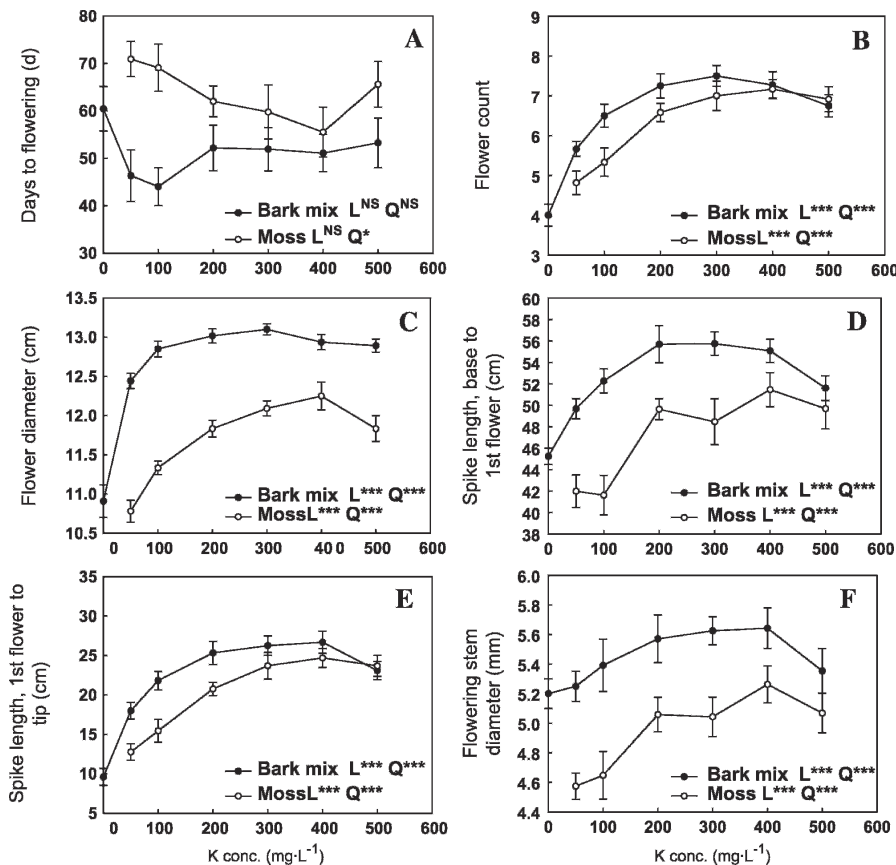 A
Days to flowering (d)
80
70
60
50
40
30
0 100 200 300 400 500 600
Bark mix L^NS Q^NS
Moss L^NS Q*
B
Flower count
9
8
7
6
5
4
3
0 100 200 300 400 500 600
Bark mix L*** Q***
MossL*** Q***
C
Flower diameter (cm)
13.5
13.0
12.5
12.0
11.5
11.0
10.5
0 100 200 300 4 00 500 600
Bark mix L*** Q***
MossL*** Q***
D
Spike length, base to
1st flower (cm)
60
58
56
54
52
50
48
46
44
42
40
38
0 100 200 300 400 500 600
Bark mix L*** Q***
Moss L*** Q***
E
Spike length, 1st flower to
tip (cm)
35
30
25
20
15
10
5
0 100 200 300 400 500 600
Bark mix L*** Q***
MossL*** Q***
K conc. (mg·L⁻¹)
F
Flowering stem
diameter (mm)
6.0
5.8
5.6
5.4
5.2
5.0
4.8
4.6
4.4
0 100 200 300 400 500 600
Bark mix L*** Q***
Moss L*** Q***
K conc. (mg·L⁻¹)